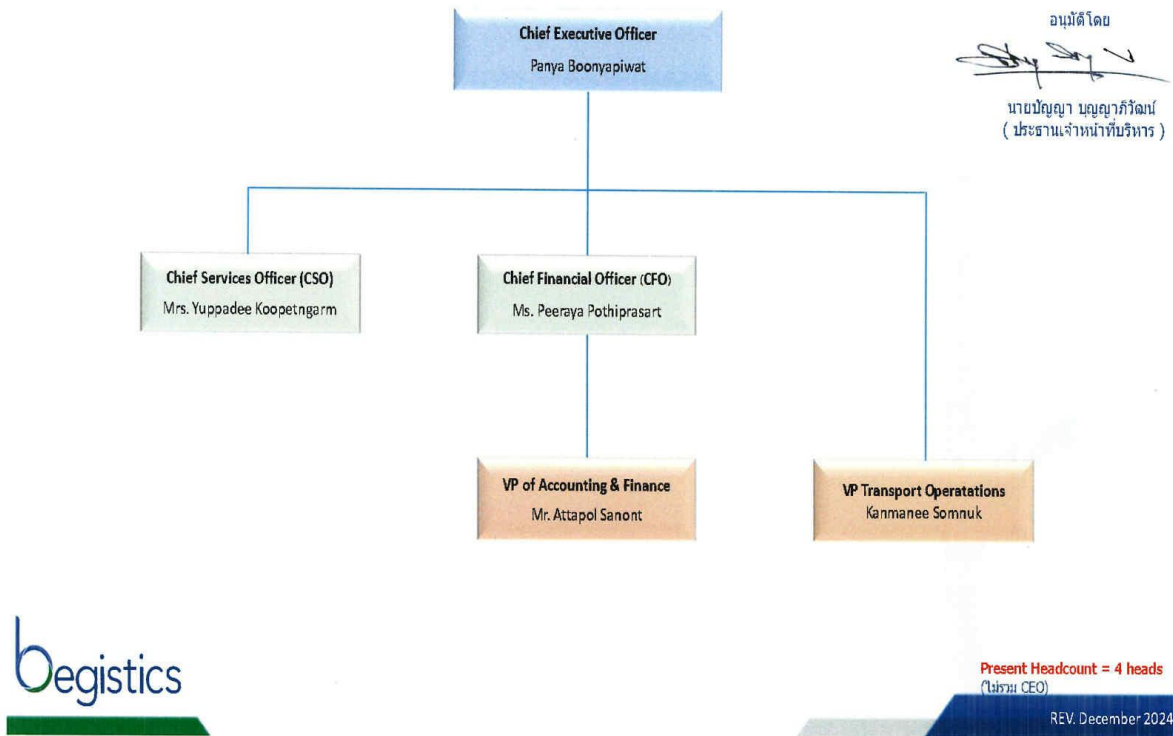 Chief Executive Officer
Panya Boonyapiwat
อนุมัติโดย
นายปัญญา บุญญาภิวัฒน์
( ประธานเจ้าหน้าที่บริหาร )
Chief Services Officer (CSO)
Mrs. Yuppadee Koopetngarm
Chief Financial Officer (CFO)
Ms. Peeraya Pothiprasart
VP of Accounting & Finance
Mr. Attapol Sanont
VP Transport Operatations
Kanmanee Somnuk
begistics
Present Headcount = 4 heads
(ไม่รวม CEO)
REV. December 2024